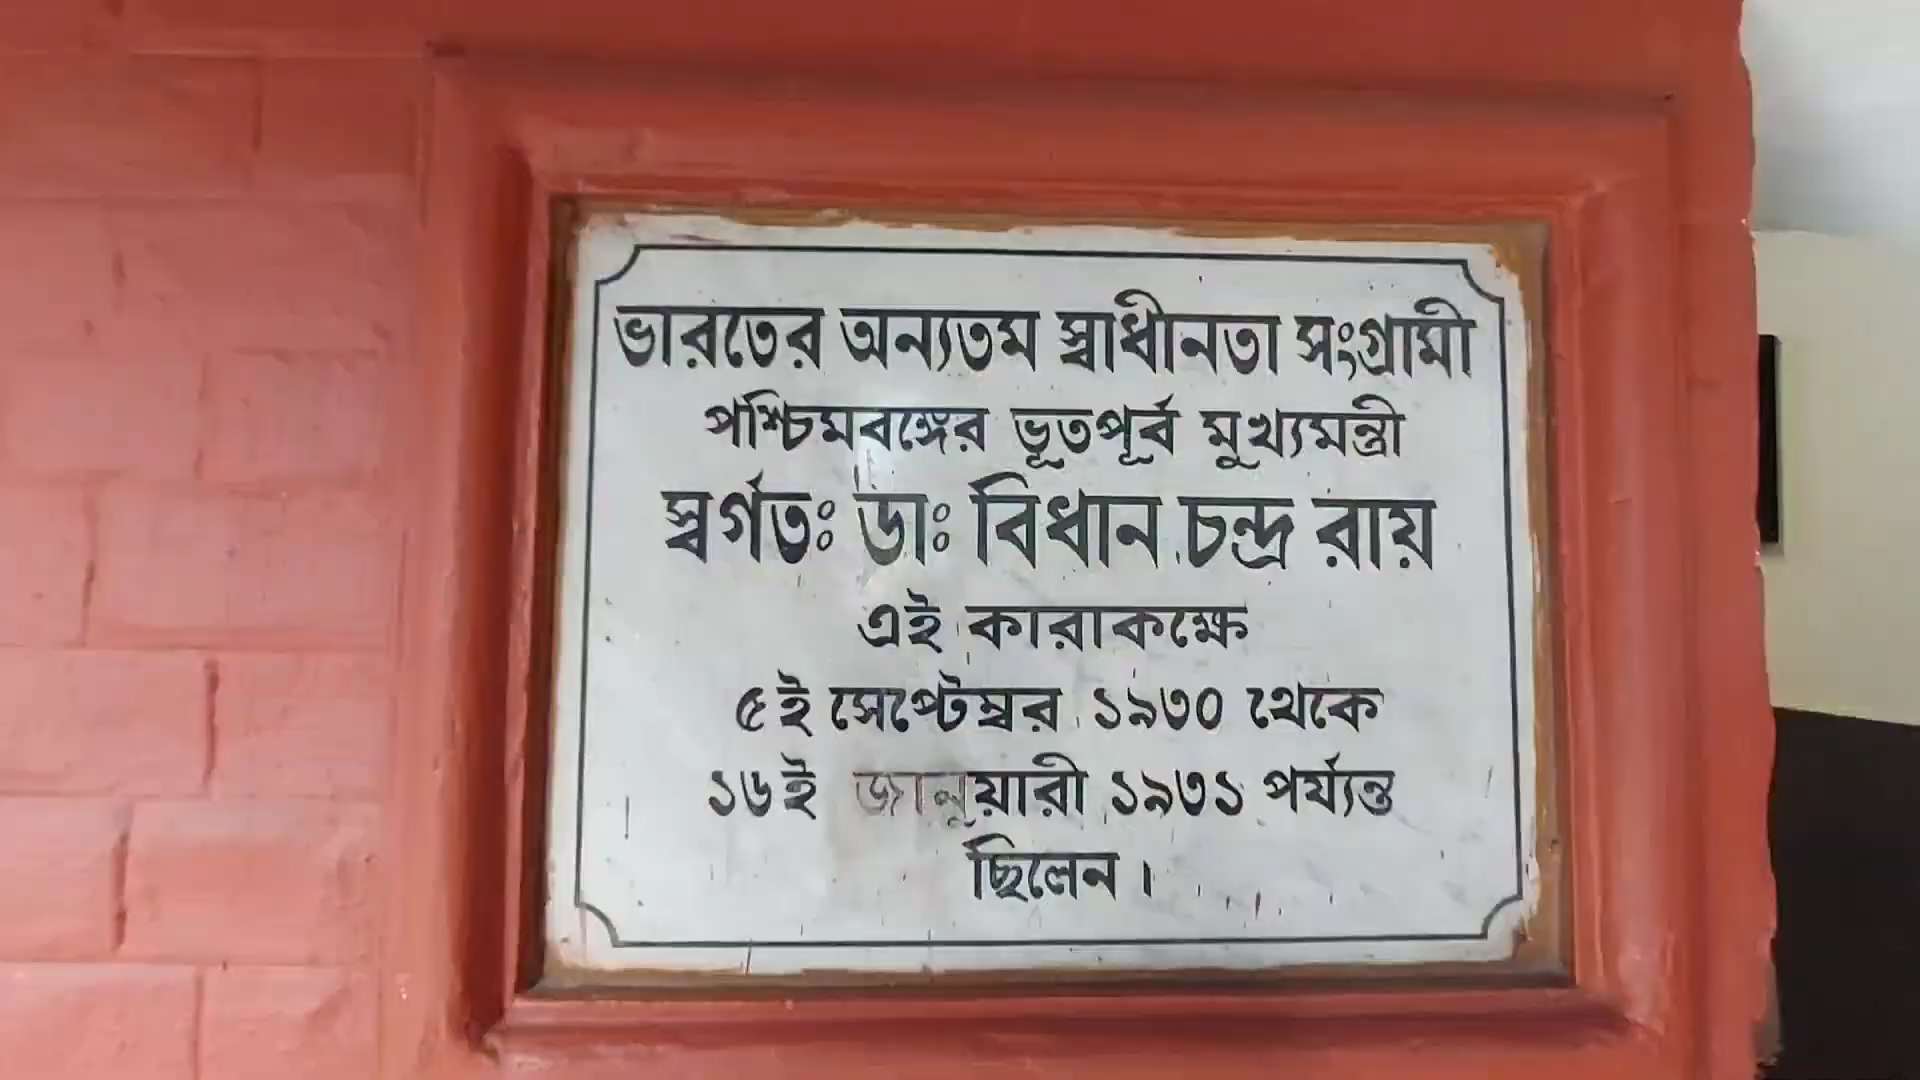 ভারতের অন্যতম স্বাধীনতা সংগ্রামী
পশ্চিমবঙ্গের ভূতপূর্ব মুখ্যমন্ত্রী
স্বর্গতঃ ডাঃ বিধান চন্দ্র রায়
এই কারাকক্ষে
৫ই সেপ্টেম্বর ১৯৩০ থেকে
১৬ই জানুয়ারী ১৯৩১ পর্য্যন্ত
ছিলেন।